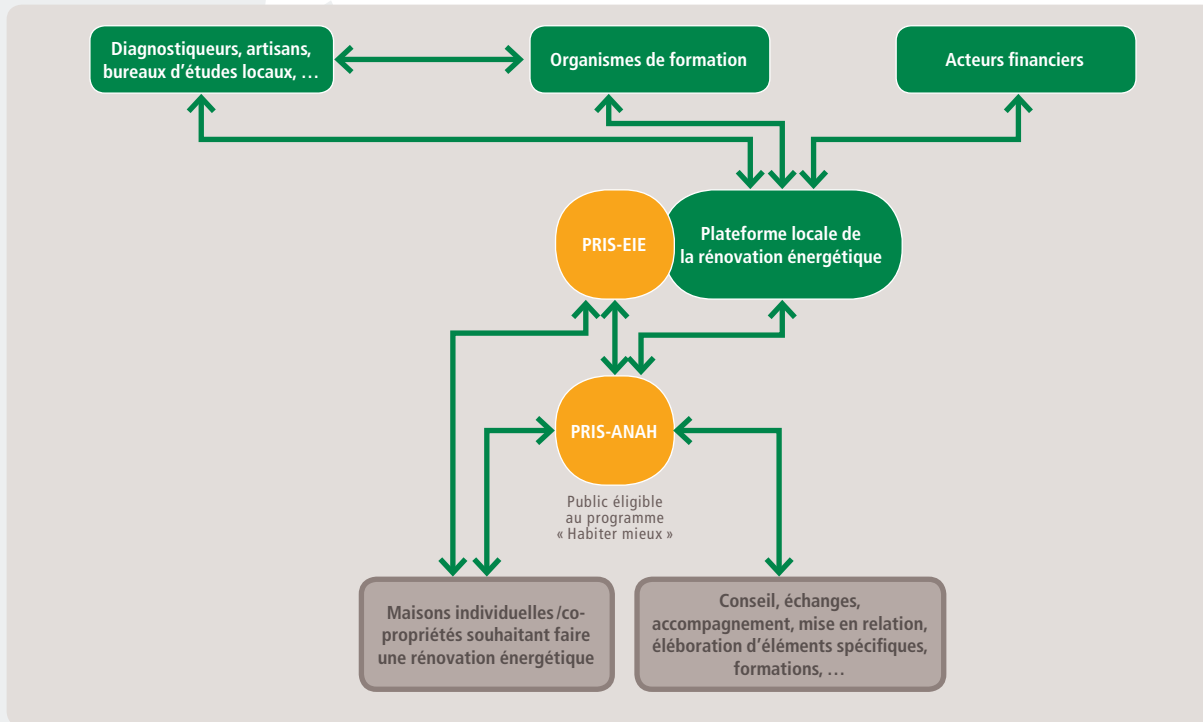 Diagnostiqueurs, artisans,
bureaux d’études locaux, …
Organismes de formation
Acteurs financiers
PRIS-EIE
Plateforme locale de
la rénovation énergétique
PRIS-ANAH
Public éligible
au programme
« Habiter mieux »
Maisons individuelles/co-
propriétés souhaitant faire
une rénovation énergétique
Conseil, échanges,
accompagnement, mise en relation,
éléboration d’éléments spécifiques,
formations, …